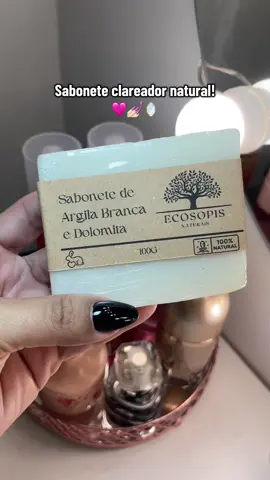 Sabonete clareador natural!
🩷💅🏻🪞
Sabonete de
Argila Branca
e Dolomita
ECOSOPIS
NATURAIS
100G
100%
NATURAL